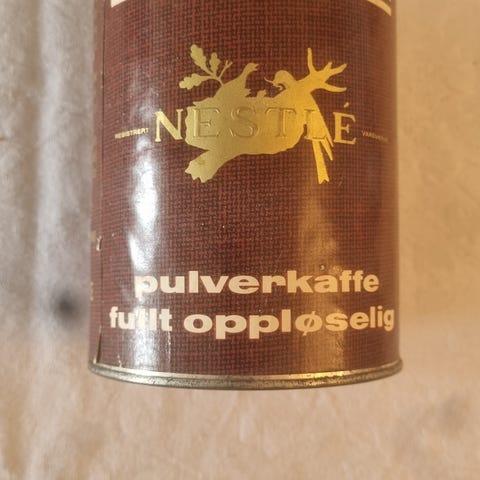 REGISTRERT NESTLÉ VAREMERKE
pulverkaffe
fullt oppløselig